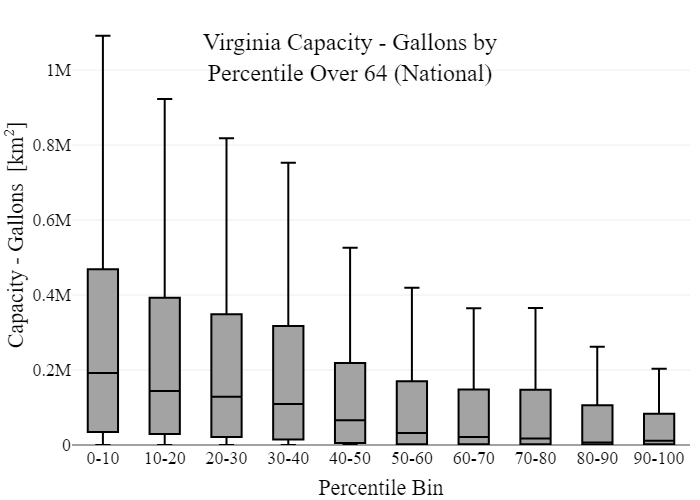 Virginia Capacity - Gallons by
Percentile Over 64 (National)
Capacity - Gallons [km²]
1M
0.8M
0.6M
0.4M
0.2M
0
0-10 10-20 20-30 30-40 40-50 50-60 60-70 70-80 80-90 90-100
Percentile Bin